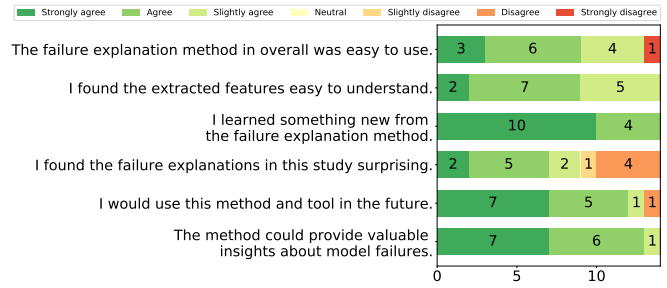 Strongly agree Agree Slightly agree Neutral Slightly disagree Disagree Strongly disagree
The failure explanation method in overall was easy to use. 3 6 4 1
I found the extracted features easy to understand. 2 7 5
I learned something new from
the failure explanation method. 10 4
I found the failure explanations in this study surprising. 2 5 2 1 4
I would use this method and tool in the future. 7 5 1 1
The method could provide valuable
insights about model failures. 7 6 1
0 5 10